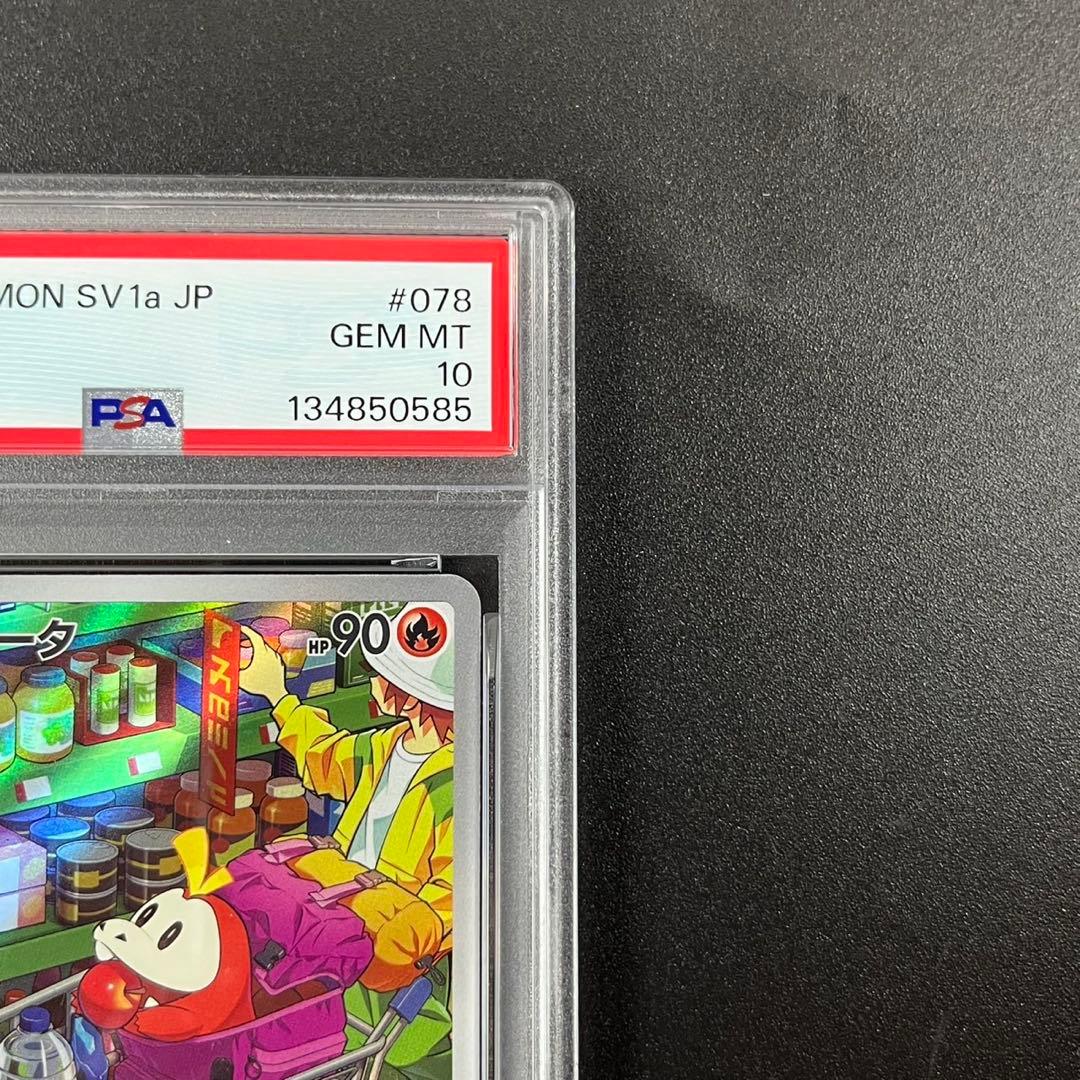 MON SV1a JP #078
GEM MT
10
PSA 134850585
ータ HP 90